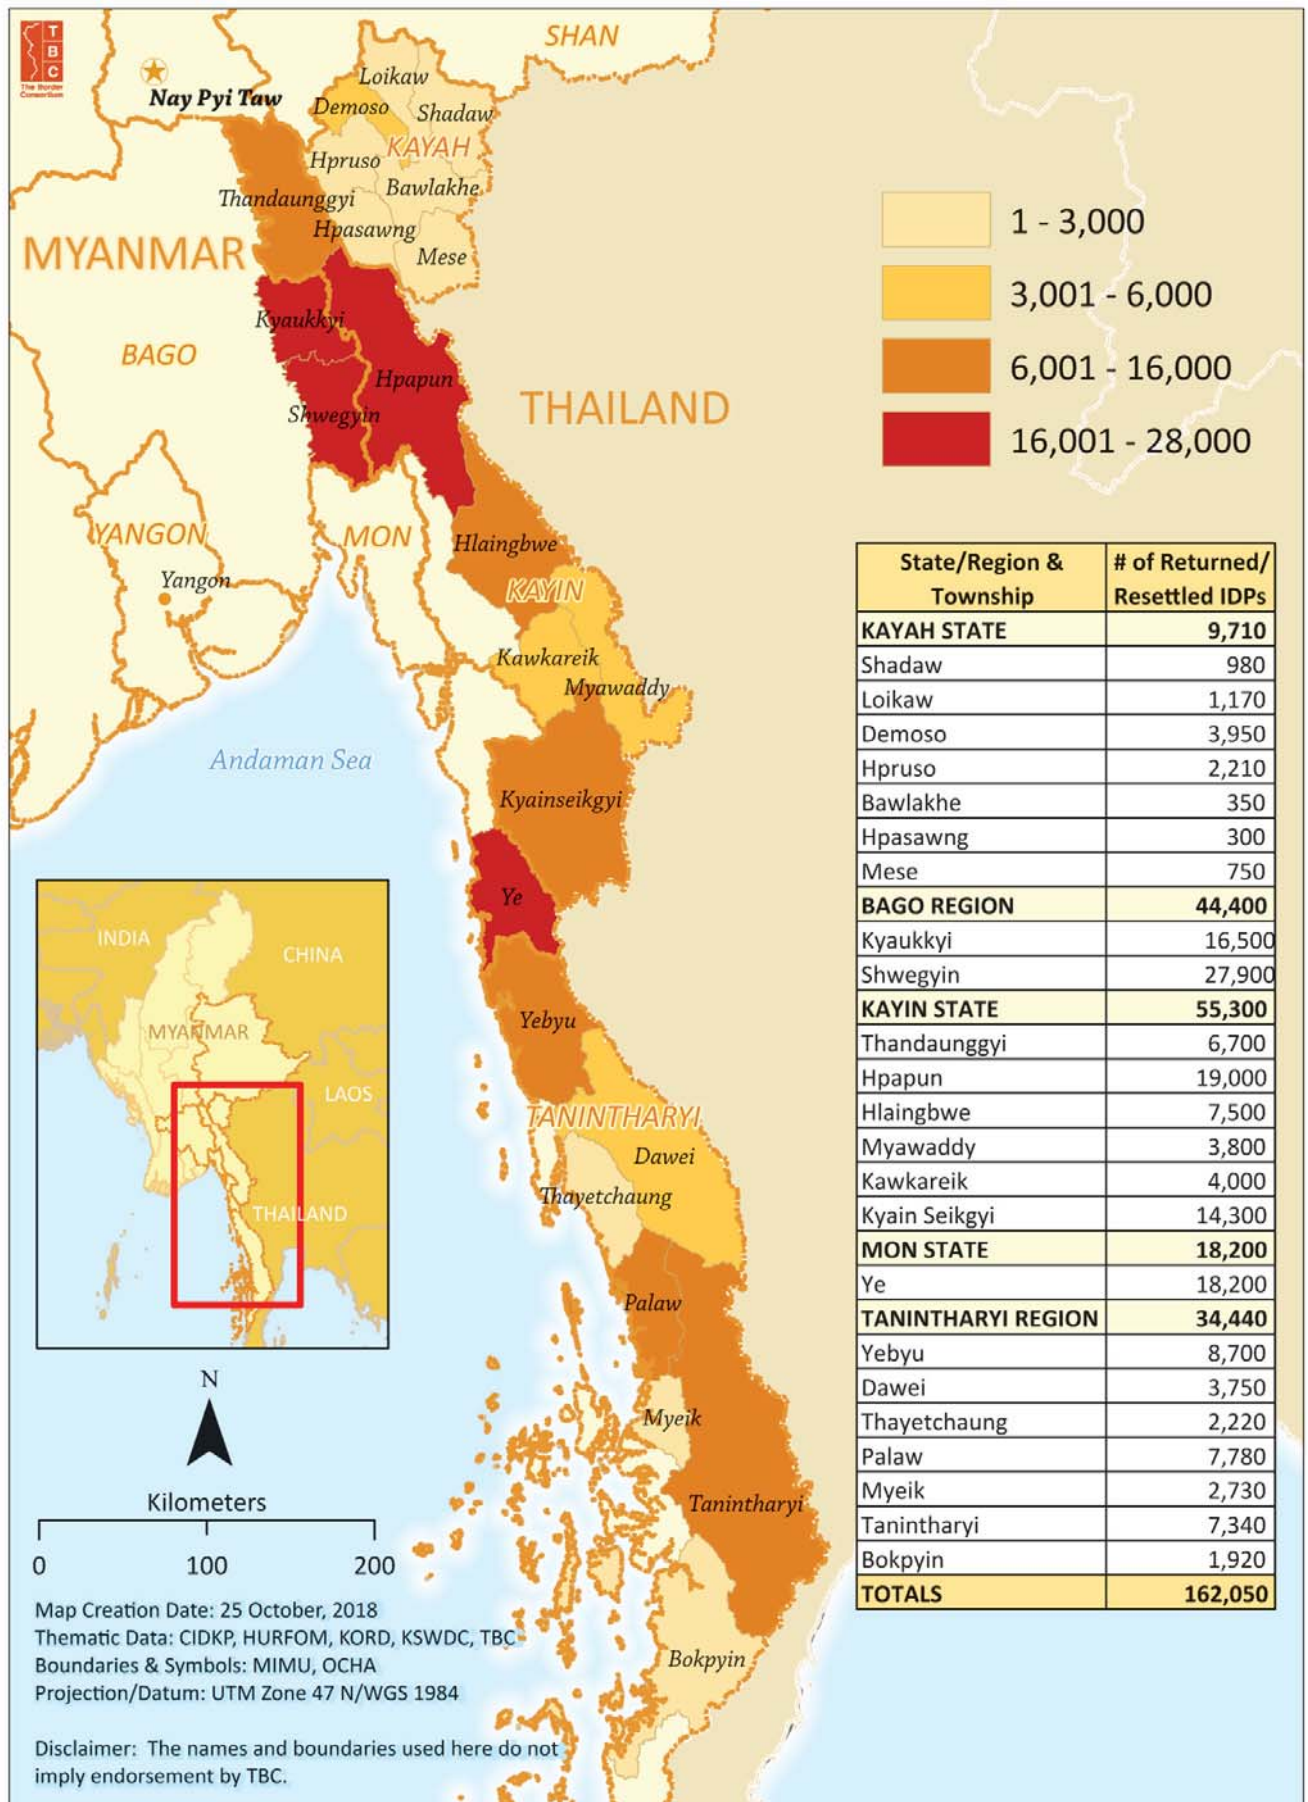 T
B
C
The Border
Consortium
SHAN
Nay Pyi Taw
Loikaw
Demoso
Shadaw
KAYAH
Hpruso
Bawlakhe
Thandaunggyi
Hpasawng
Mese
MYANMAR
Kyaukkyi
BAGO
Hpapun
Shwegyin
THAILAND
YANGON
Yangon
MON
Hlaingbwe
KAYIN
Kawkareik
Myawaddy
Andaman Sea
Kyainseikgyi
Ye
Yebyu
TANINTHARYI
Dawei
Thayetchaung
Palaw
Myeik
Tanintharyi
Bokpyin
1 - 3,000
3,001 - 6,000
6,001 - 16,000
16,001 - 28,000
State/Region & # of Returned/
Township Resettled IDPs
KAYAH STATE 9,710
Shadaw 980
Loikaw 1,170
Demoso 3,950
Hpruso 2,210
Bawlakhe 350
Hpasawng 300
Mese 750
BAGO REGION 44,400
Kyaukkyi 16,500
Shwegyin 27,900
KAYIN STATE 55,300
Thandaunggyi 6,700
Hpapun 19,000
Hlaingbwe 7,500
Myawaddy 3,800
Kawkareik 4,000
Kyain Seikgyi 14,300
MON STATE 18,200
Ye 18,200
TANINTHARYI REGION 34,440
Yebyu 8,700
Dawei 3,750
Thayetchaung 2,220
Palaw 7,780
Myeik 2,730
Tanintharyi 7,340
Bokpyin 1,920
TOTALS 162,050
INDIA
CHINA
MYANMAR
LAOS
THAILAND
N
Kilometers
0 100 200
Map Creation Date: 25 October, 2018
Thematic Data: CIDKP, HURFOM, KORD, KSWDC, TBC
Boundaries & Symbols: MIMU, OCHA
Projection/Datum: UTM Zone 47 N/WGS 1984
Disclaimer: The names and boundaries used here do not
imply endorsement by TBC.